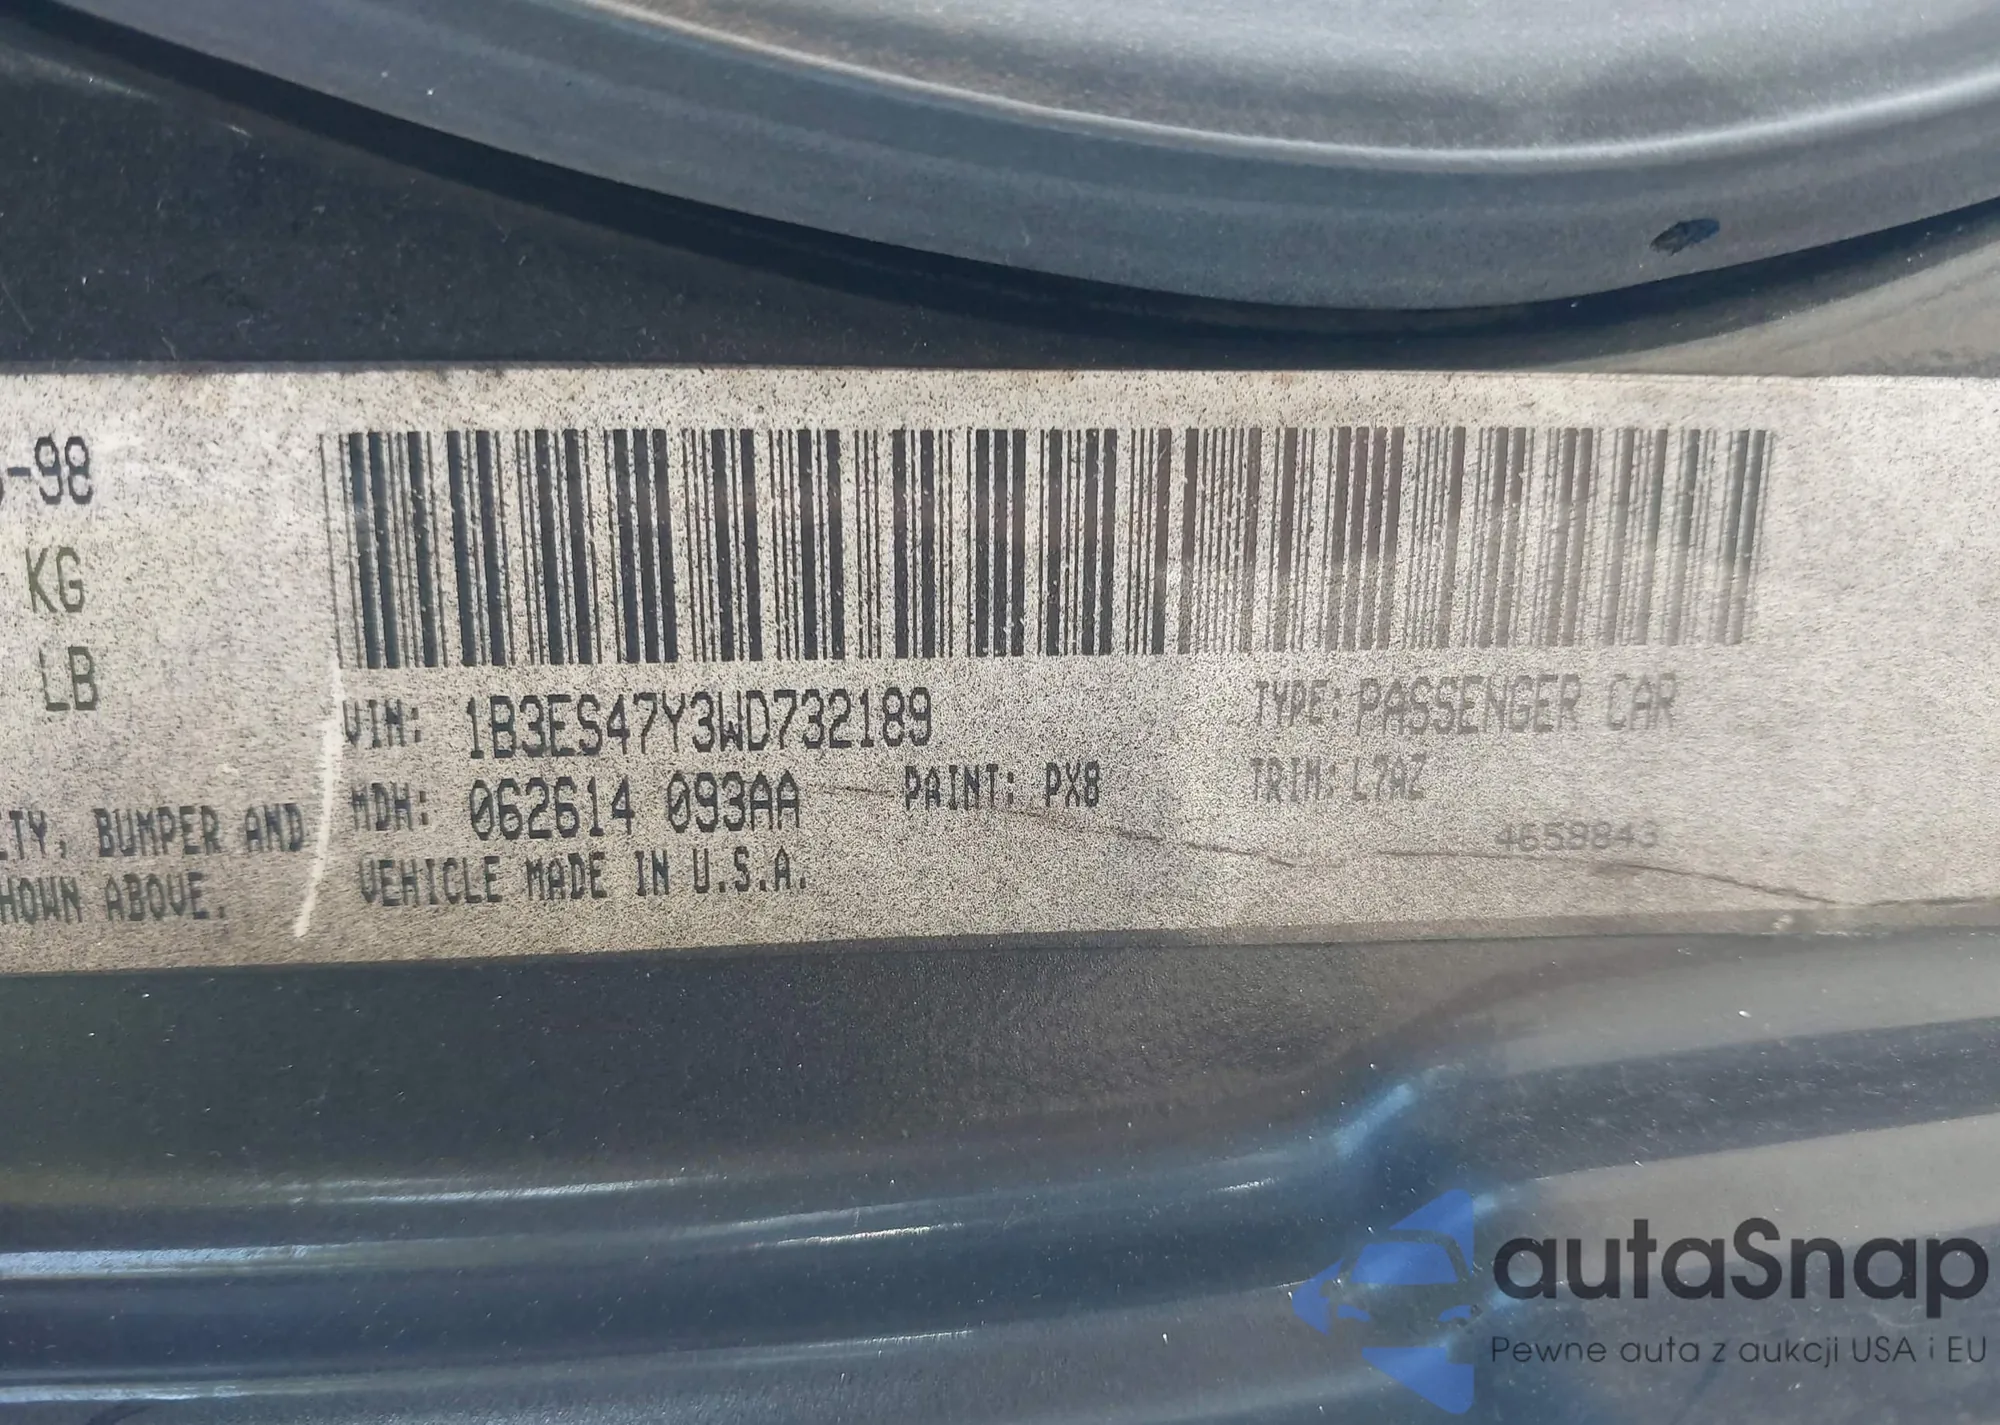 -98
KG
LB
VIN: 1B3ES47Y3WD732189
TYPE: PASSENGER CAR
MDH: 062614 093AA
PAINT: PX8
TRIM: L7AZ
LTY, BUMPER AND
4658843
HOWN ABOVE.
VEHICLE MADE IN U.S.A.
autaSnap
Pewne auta z aukcji USA i EU